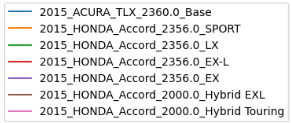 2015_ACURA_TLX_2360.0_Base
2015_HONDA_Accord_2356.0_SPORT
2015_HONDA_Accord_2356.0_LX
2015_HONDA_Accord_2356.0_EX-L
2015_HONDA_Accord_2356.0_EX
2015_HONDA_Accord_2000.0_Hybrid EXL
2015_HONDA_Accord_2000.0_Hybrid Touring